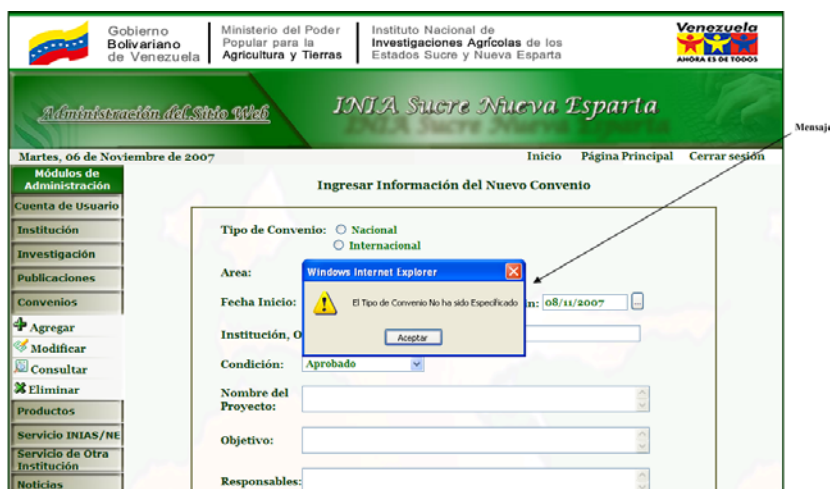 Gobierno
Bolivariano
de Venezuela
Ministerio del Poder
Popular para la
Agricultura y Tierras
Instituto Nacional de
Investigaciones Agrícolas de los
Estados Sucre y Nueva Esparta
Venezuela
AHORA ES DE TODOS
Administración del Sitio Web
INIA Sucre Nueva Esparta
Mensaje
Martes, 06 de Noviembre de 2007
Inicio Página Principal Cerrar sesión
Módulos de
Administración
Cuenta de Usuario
Institución
Investigación
Publicaciones
Convenios
Agregar
Modificar
Consultar
Eliminar
Productos
Servicio INIAS/NE
Servicio de Otra
Institución
Noticias
Ingresar Información del Nuevo Convenio
Tipo de Convenio: Nacional
Internacional
Area:
Windows Internet Explorer
El Tipo de Convenio No ha sido Especificado
Aceptar
Fecha Inicio:
in: 08/11/2007
Institución, O
Condición: Aprobado
Nombre del
Proyecto:
Objetivo:
Responsables: